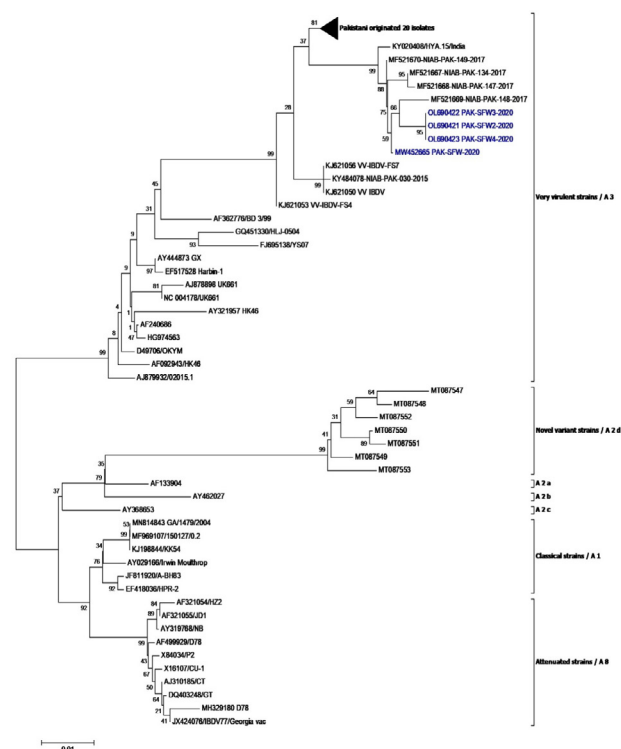 81
Pakistani originated 20 isolates
37
KY020408/HYA.15/India
99
MF521670-NIAB-PAK-149-2017
95
MF521667-NIAB-PAK-134-2017
88
MF521668-NIAB-PAK-147-2017
MF521669-NIAB-PAK-148-2017
66
75
OL690422 PAK-SFW3-2020
28
OL690421 PAK-SFW2-2020
95
OL690423 PAK-SFW4-2020
59
MW452665 PAK-SFW-2020
99
KJ621056 VV-IBDV-FS7
KY484078-NIAB-PAK-030-2015
99
KJ621050 VV IBDV
45
KJ621053 VV-IBDV-FS4
Very virulent strains / A 3
31
AF362776/BD 3/99
GQ451330/HLJ-0504
9
93
FJ695138/YS07
AY444873 GX
97
EF517528 Harbin-1
9
81
AJ878898 UK661
NC 004178/UK661
4
1
AY321957 HK46
1
AF240686
8
47
HG974563
D49706/OKYM
99
AF092943/HK46
AJ879932/02015.1
64
MT087547
59
MT087548
31
MT087552
MT087550
Novel variant strains / A 2 d
41
89
MT087551
35
99
MT087549
MT087553
79
AF133904
A 2 a
37
AY462027
A 2 b
AY368653
A 2 c
53
MN814843 GA/1479/2004
99
MF969107/150127/0.2
34
KJ198844/KK54
Classical strains / A 1
76
AY029166/Irwin Moulthrop
JF811920/A-BH83
92
92
EF418036/HPR-2
84
AF321054/HZ2
89
AF321055/JD1
AY319768/NB
99
AF499929/D78
43
X84034/P2
67
X16107/CU-1
Attenuated strains / A 8
50
AJ310185/CT
64
DQ403248/GT
21
MH329180 D78
41
JX424076/IBDV77/Georgia vac
0.01